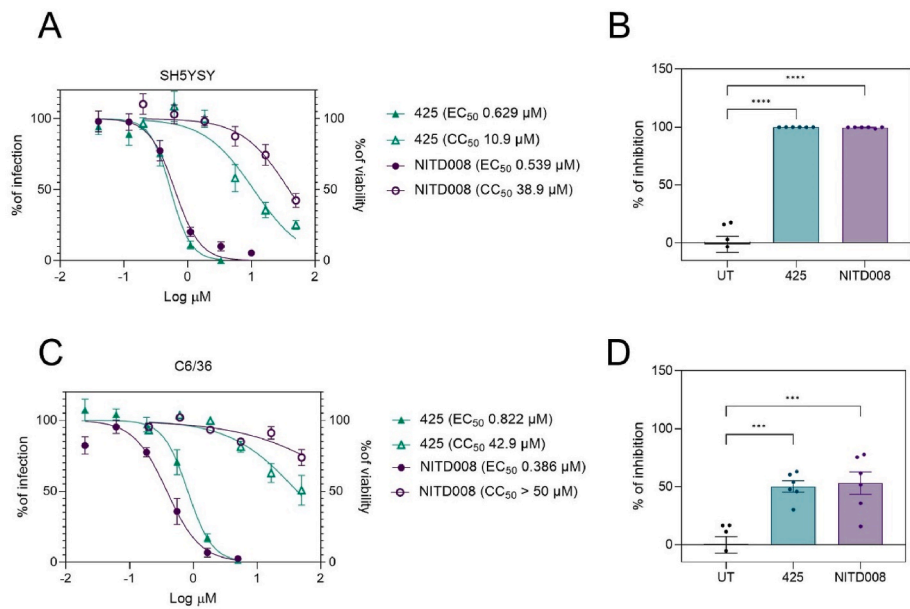 A
SH5YSY
%of infection
100
50
0
-2
-1
0
1
2
Log μM
100
50
0
%of viability
425 (EC50 0.629 μM)
425 (CC50 10.9 μM)
NITD008 (EC50 0.539 μM)
NITD008 (CC50 38.9 μM)
B
% of inhibition
150
100
50
0
****
****
UT
425
NITD008
C
C6/36
%of infection
100
50
0
-2
-1
0
1
2
Log μM
100
50
0
%of viability
425 (EC50 0.822 μM)
425 (CC50 42.9 μM)
NITD008 (EC50 0.386 μM)
NITD008 (CC50 > 50 μM)
D
% of inhibition
150
100
50
0
***
***
UT
425
NITD008